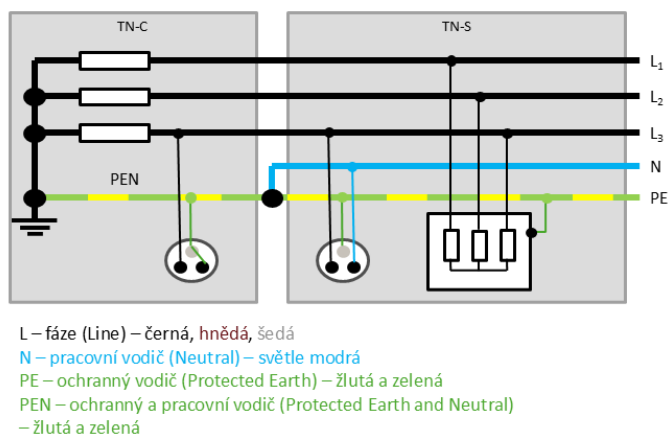 TN-C
TN-S
L1
L2
L3
PEN
N
PE
L – fáze (Line) – černá, hnědá, šedá
N – pracovní vodič (Neutral) – světle modrá
PE – ochranný vodič (Protected Earth) – žlutá a zelená
PEN – ochranný a pracovní vodič (Protected Earth and Neutral)
– žlutá a zelená